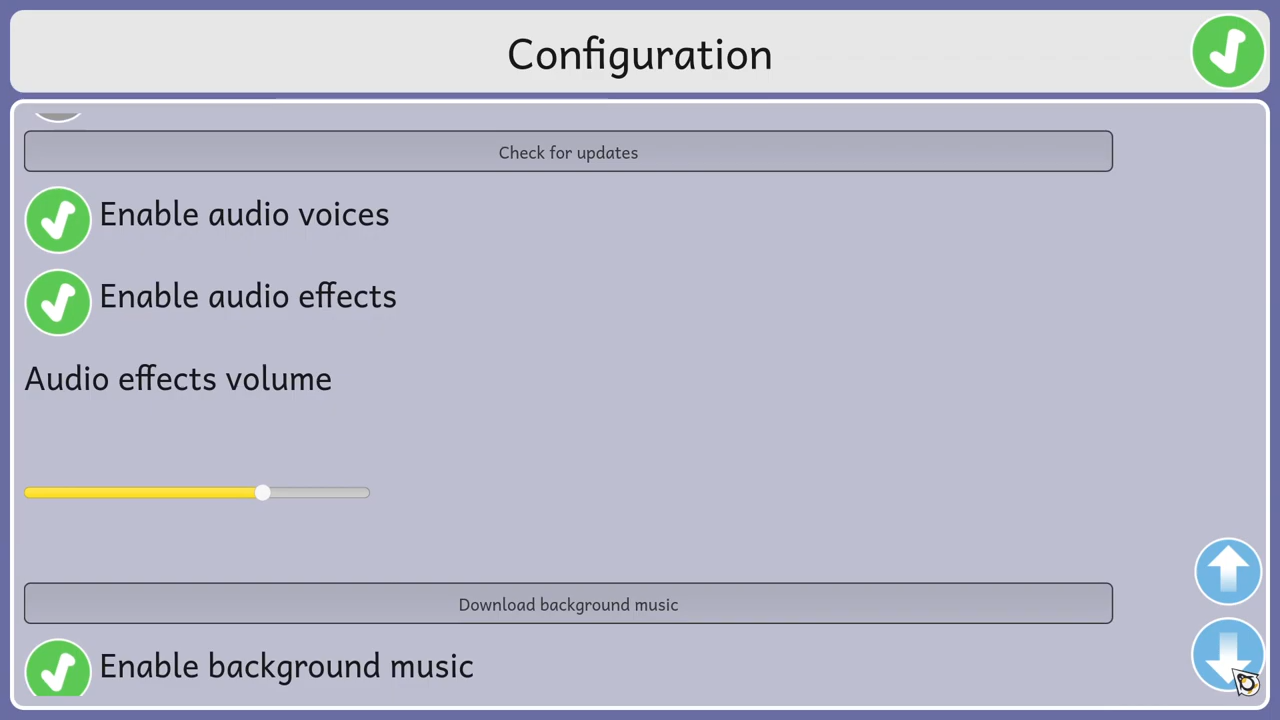 Configuration
Check for updates
Enable audio voices
Enable audio effects
Audio effects volume
Download background music
Enable background music